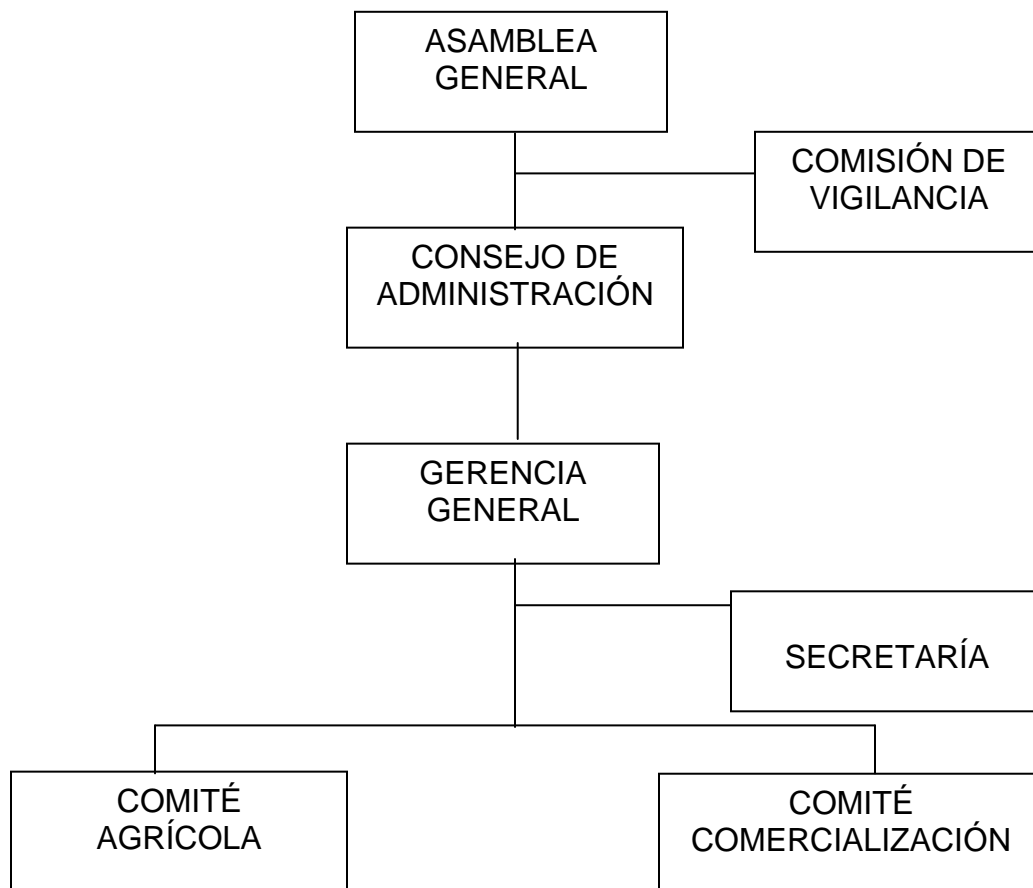 ASAMBLEA
GENERAL
COMISIÓN DE
VIGILANCIA
CONSEJO DE
ADMINISTRACIÓN
GERENCIA
GENERAL
SECRETARÍA
COMITÉ
AGRÍCOLA
COMITÉ
COMERCIALIZACIÓN